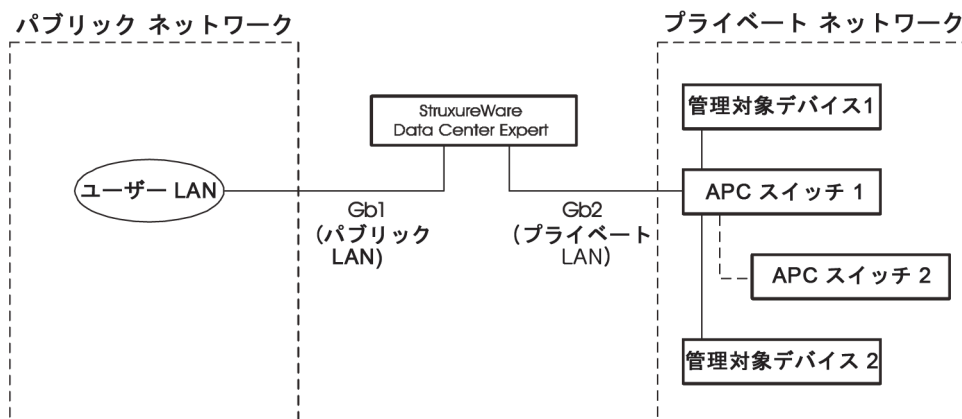 パブリック ネットワーク
プライベート ネットワーク
StruxureWare
Data Center Expert
管理対象デバイス1
ユーザー LAN
APC スイッチ 1
Gb1
(パブリック
LAN)
Gb2
(プライベート
LAN)
APC スイッチ 2
管理対象デバイス 2